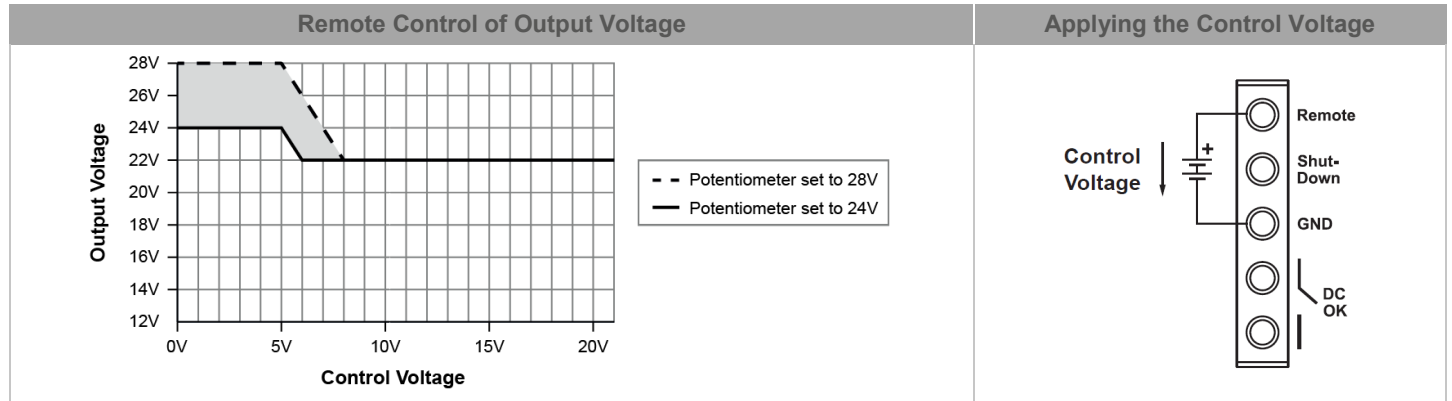 Remote Control of Output Voltage
Applying the Control Voltage
28V
26V
24V
22V
20V
18V
16V
14V
12V
Output Voltage
0V
5V
10V
15V
20V
Control Voltage
Potentiometer set to 28V
Potentiometer set to 24V
Control
Voltage
+
Remote
Shut-
Down
GND
DC
OK